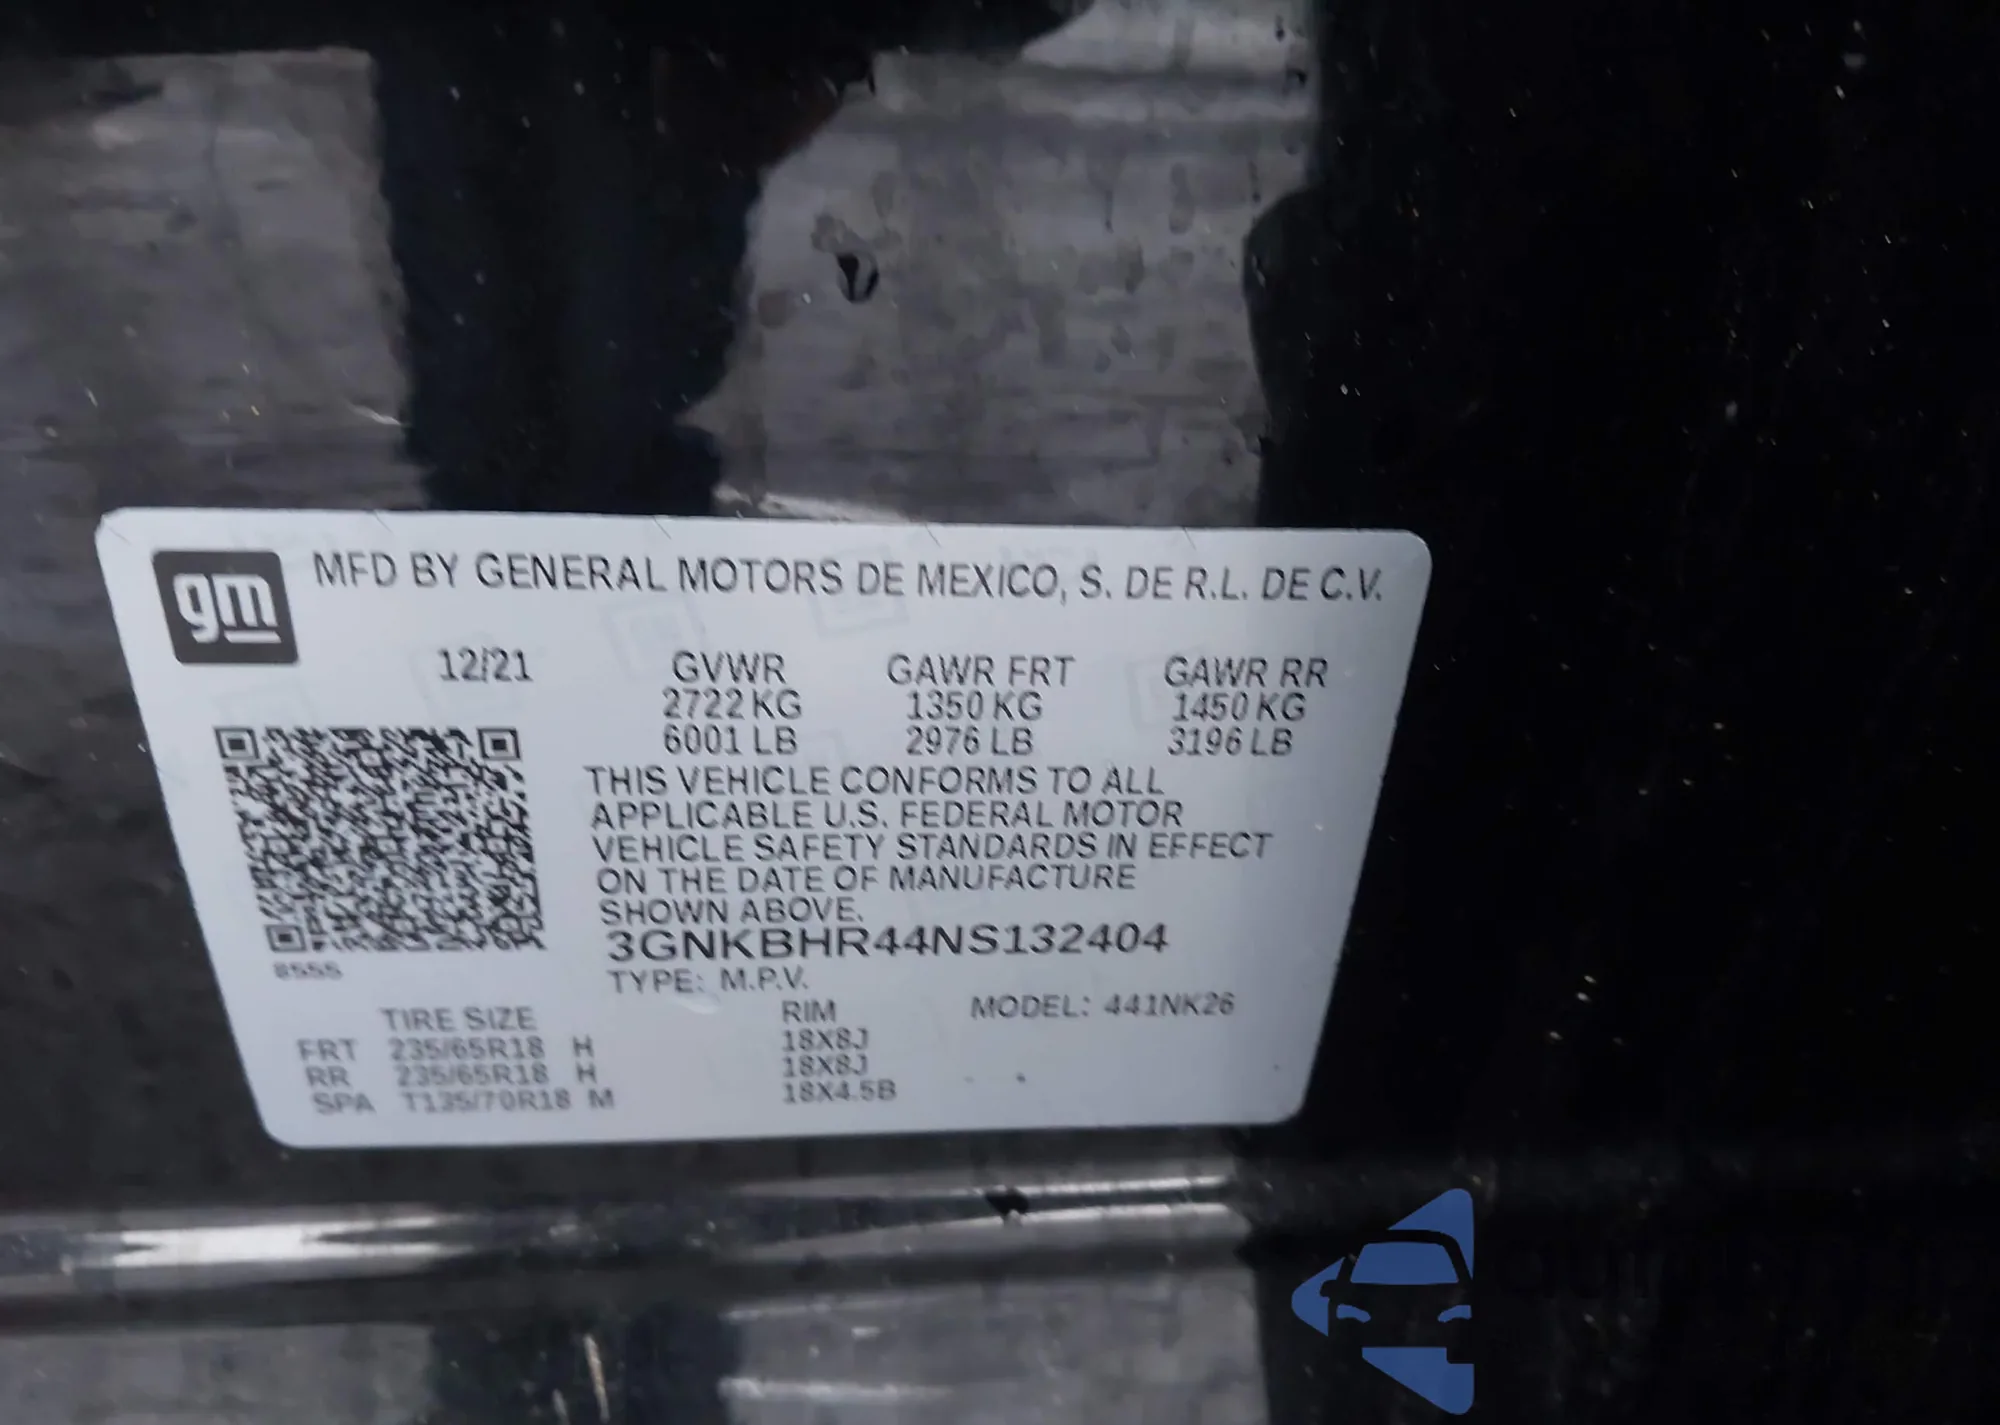 gm MFD BY GENERAL MOTORS DE MEXICO, S. DE R.L. DE C.V.
12/21 GVWR GAWR FRT GAWR RR
2722 KG 1350 KG 1450 KG
6001 LB 2976 LB 3196 LB
THIS VEHICLE CONFORMS TO ALL
APPLICABLE U.S. FEDERAL MOTOR
VEHICLE SAFETY STANDARDS IN EFFECT
ON THE DATE OF MANUFACTURE
SHOWN ABOVE.
3GNKBHR44NS132404
8555
TYPE: M.P.V.
TIRE SIZE RIM MODEL: 441NK26
FRT 235/65R18 H 18X8J
RR 235/65R18 H 18X8J
SPA T135/70R18 M 18X4.5B